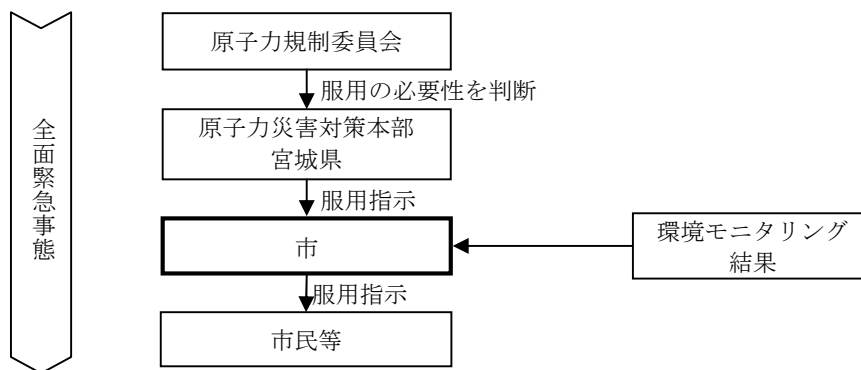 原子力規制委員会
服用の必要性を判断
原子力災害対策本部
宮城県
服用指示
市
環境モニタリング
結果
服用指示
市民等
全面緊急事態